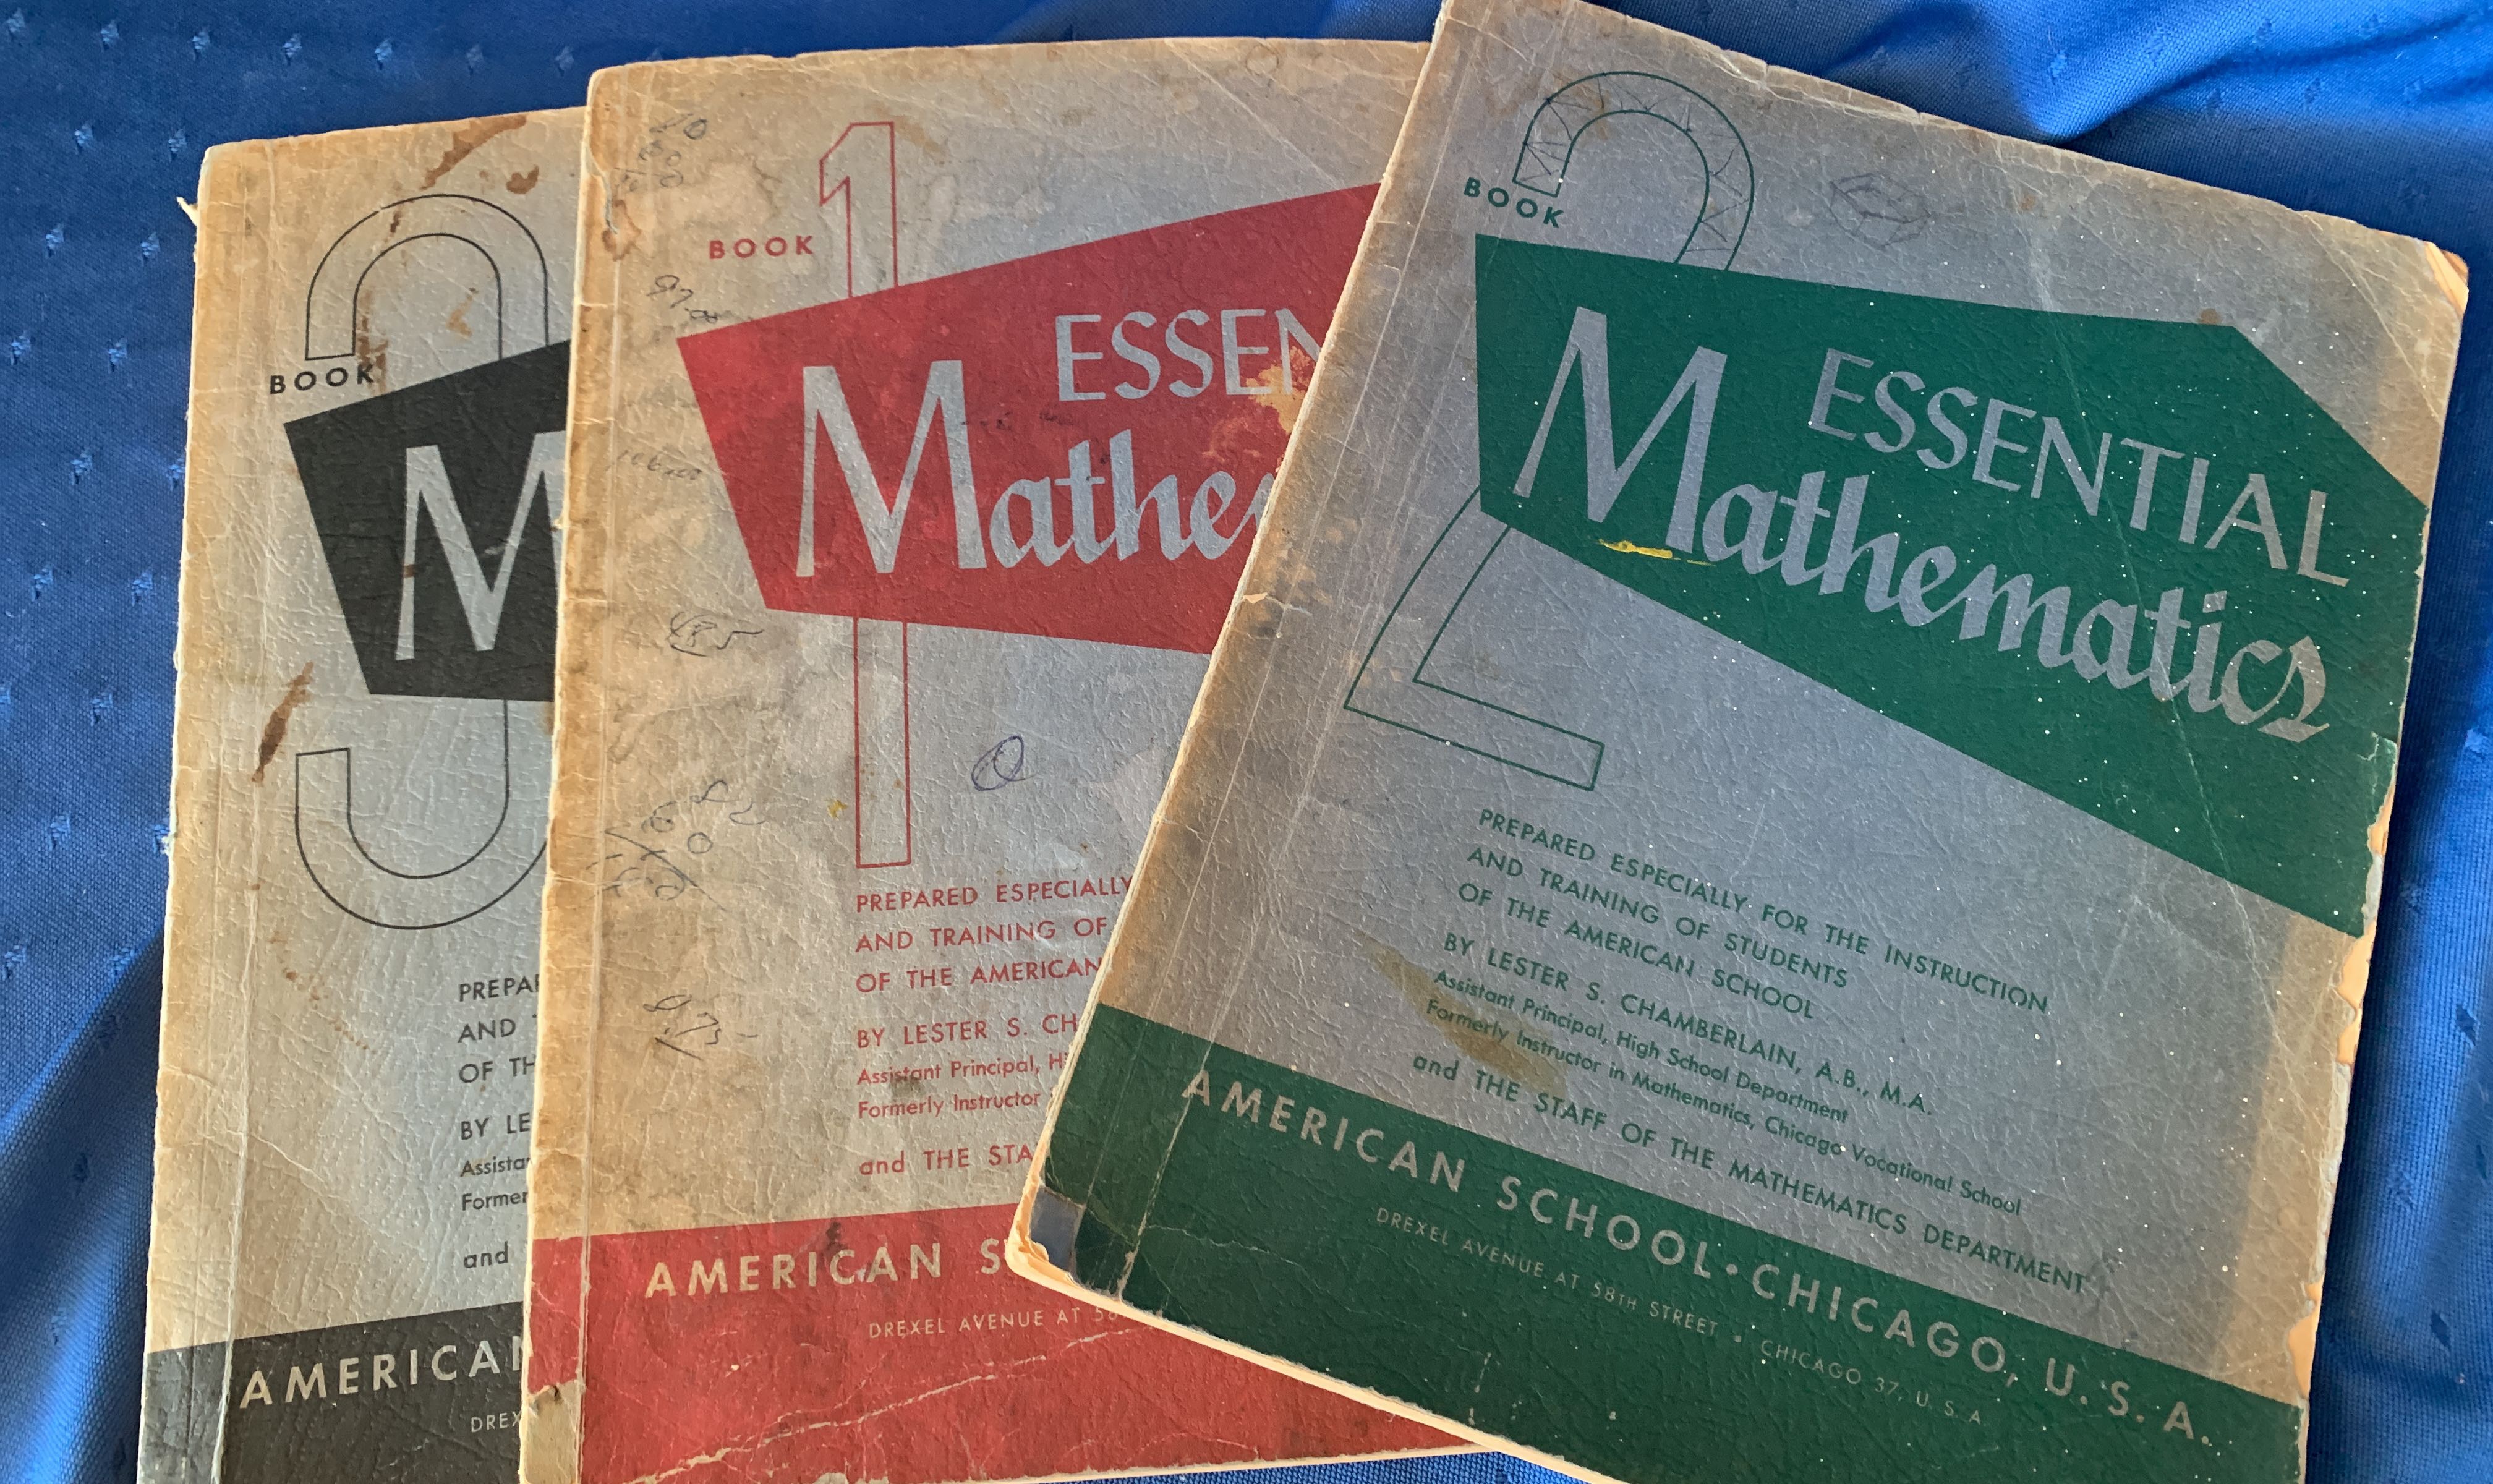 BOOK
M
PREPA
AND
OF TH
BY LE
Assista
Former
and
AMERICAN
DREX
BOOK 1
ESSEN
Mathe
PREPARED ESPECIALLY
AND TRAINING OF
OF THE AMERICAN
BY LESTER S. CH
Assistant Principal, H
Formerly Instructor
and THE STA
AMERICAN S
DREXEL AVENUE AT 58
BOOK 2
ESSENTIAL
Mathematics
PREPARED ESPECIALLY FOR THE INSTRUCTION
AND TRAINING OF STUDENTS
OF THE AMERICAN SCHOOL
BY LESTER S. CHAMBERLAIN, A.B., M.A.
Assistant Principal, High School Department
Formerly Instructor in Mathematics, Chicago Vocational School
and THE STAFF OF THE MATHEMATICS DEPARTMENT
AMERICAN SCHOOL • CHICAGO, U. S. A.
DREXEL AVENUE AT 58TH STREET • CHICAGO 37, U. S. A.